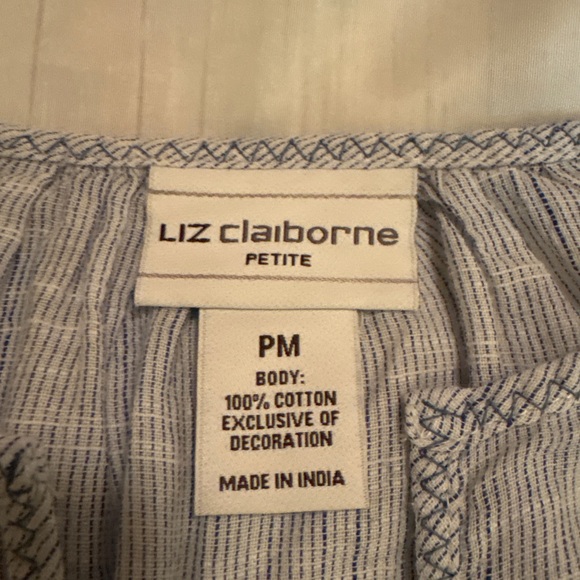 LIZ claiborne
PETITE
PM
BODY:
100% COTTON
EXCLUSIVE OF
DECORATION
MADE IN INDIA